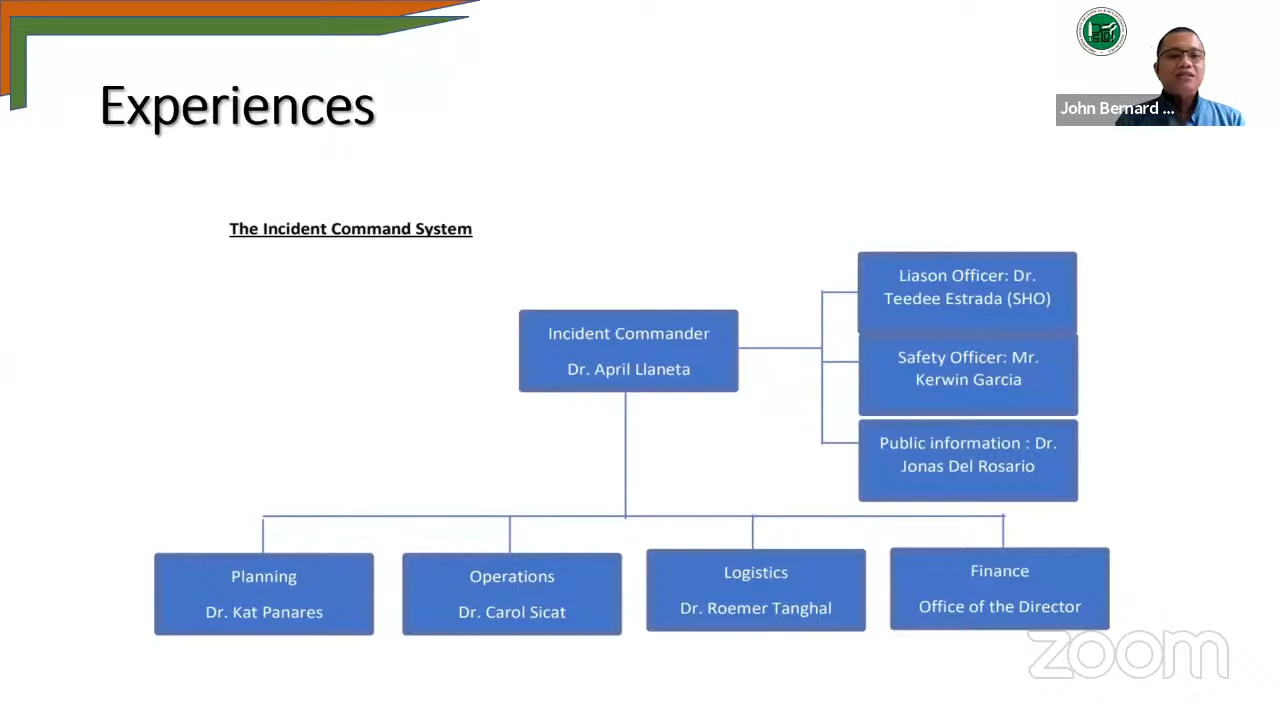 Experiences
John Bernard ...
The Incident Command System
Liason Officer: Dr.
Teedee Estrada (SHO)
Incident Commander
Dr. April Llaneta
Safety Officer: Mr.
Kerwin Garcia
Public information : Dr.
Jonas Del Rosario
Planning
Dr. Kat Panares
Operations
Dr. Carol Sicat
Logistics
Dr. Roemer Tanghal
Finance
Office of the Director
zoom